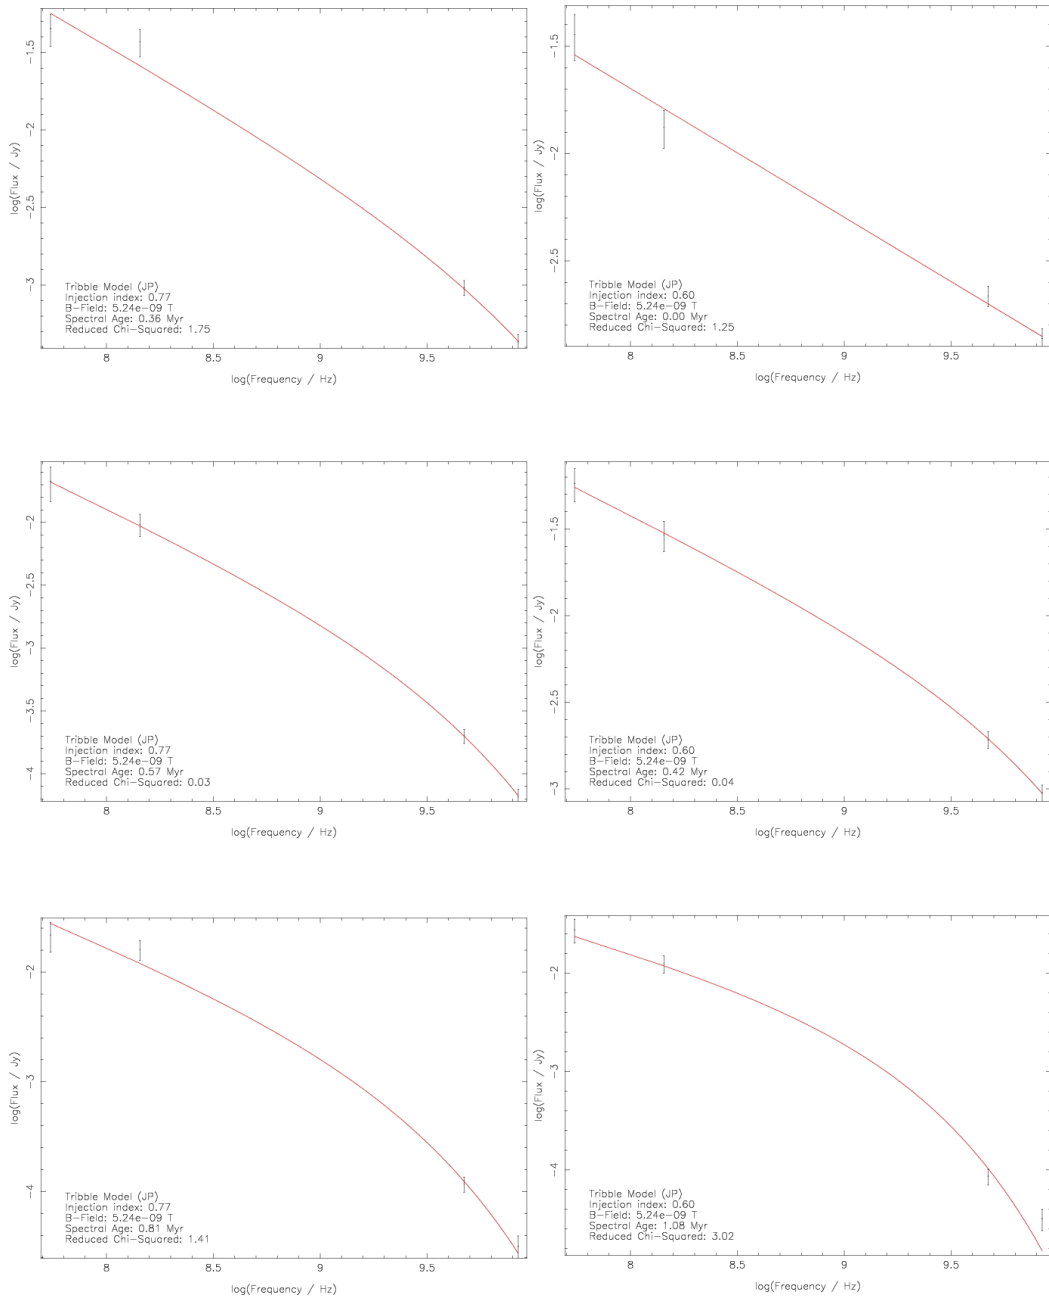 -1.5
-2
-2.5
-3
log(Flux / Jy)
Tribble Model (JP)
Injection index: 0.77
B-Field: 5.24e-09 T
Spectral Age: 0.36 Myr
Reduced Chi-Squared: 1.75
8
8.5
9
9.5
log(Frequency / Hz)
-1.5
-2
-2.5
log(Flux / Jy)
Tribble Model (JP)
Injection index: 0.60
B-Field: 5.24e-09 T
Spectral Age: 0.00 Myr
Reduced Chi-Squared: 1.25
8
8.5
9
9.5
log(Frequency / Hz)
-2
-2.5
-3
-3.5
-4
log(Flux / Jy)
Tribble Model (JP)
Injection index: 0.77
B-Field: 5.24e-09 T
Spectral Age: 0.57 Myr
Reduced Chi-Squared: 0.03
8
8.5
9
9.5
log(Frequency / Hz)
-1.5
-2
-2.5
-3
log(Flux / Jy)
Tribble Model (JP)
Injection index: 0.60
B-Field: 5.24e-09 T
Spectral Age: 0.42 Myr
Reduced Chi-Squared: 0.04
8
8.5
9
9.5
log(Frequency / Hz)
-2
-3
-4
log(Flux / Jy)
Tribble Model (JP)
Injection index: 0.77
B-Field: 5.24e-09 T
Spectral Age: 0.81 Myr
Reduced Chi-Squared: 1.41
8
8.5
9
9.5
log(Frequency / Hz)
-2
-3
-4
log(Flux / Jy)
Tribble Model (JP)
Injection index: 0.60
B-Field: 5.24e-09 T
Spectral Age: 1.08 Myr
Reduced Chi-Squared: 3.02
8
8.5
9
9.5
log(Frequency / Hz)